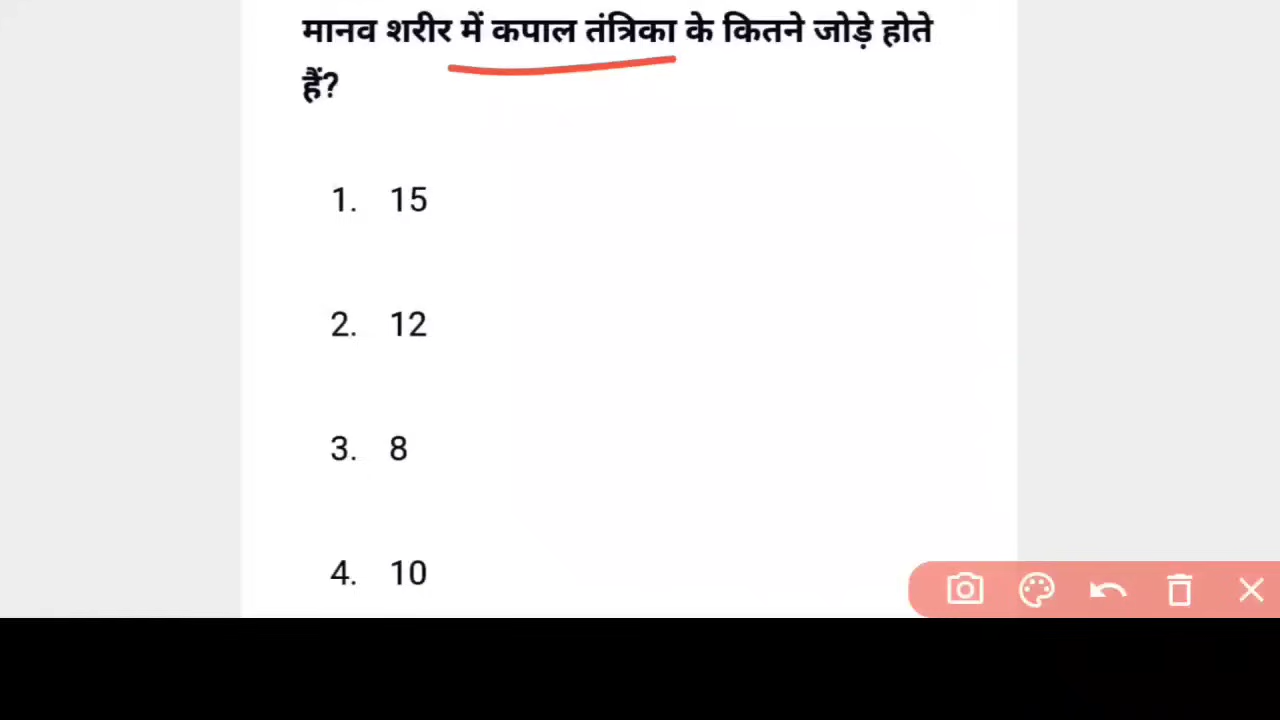 मानव शरीर में कपाल तंत्रिका के कितने जोड़े होते
हैं?
1. 15
2. 12
3. 8
4. 10